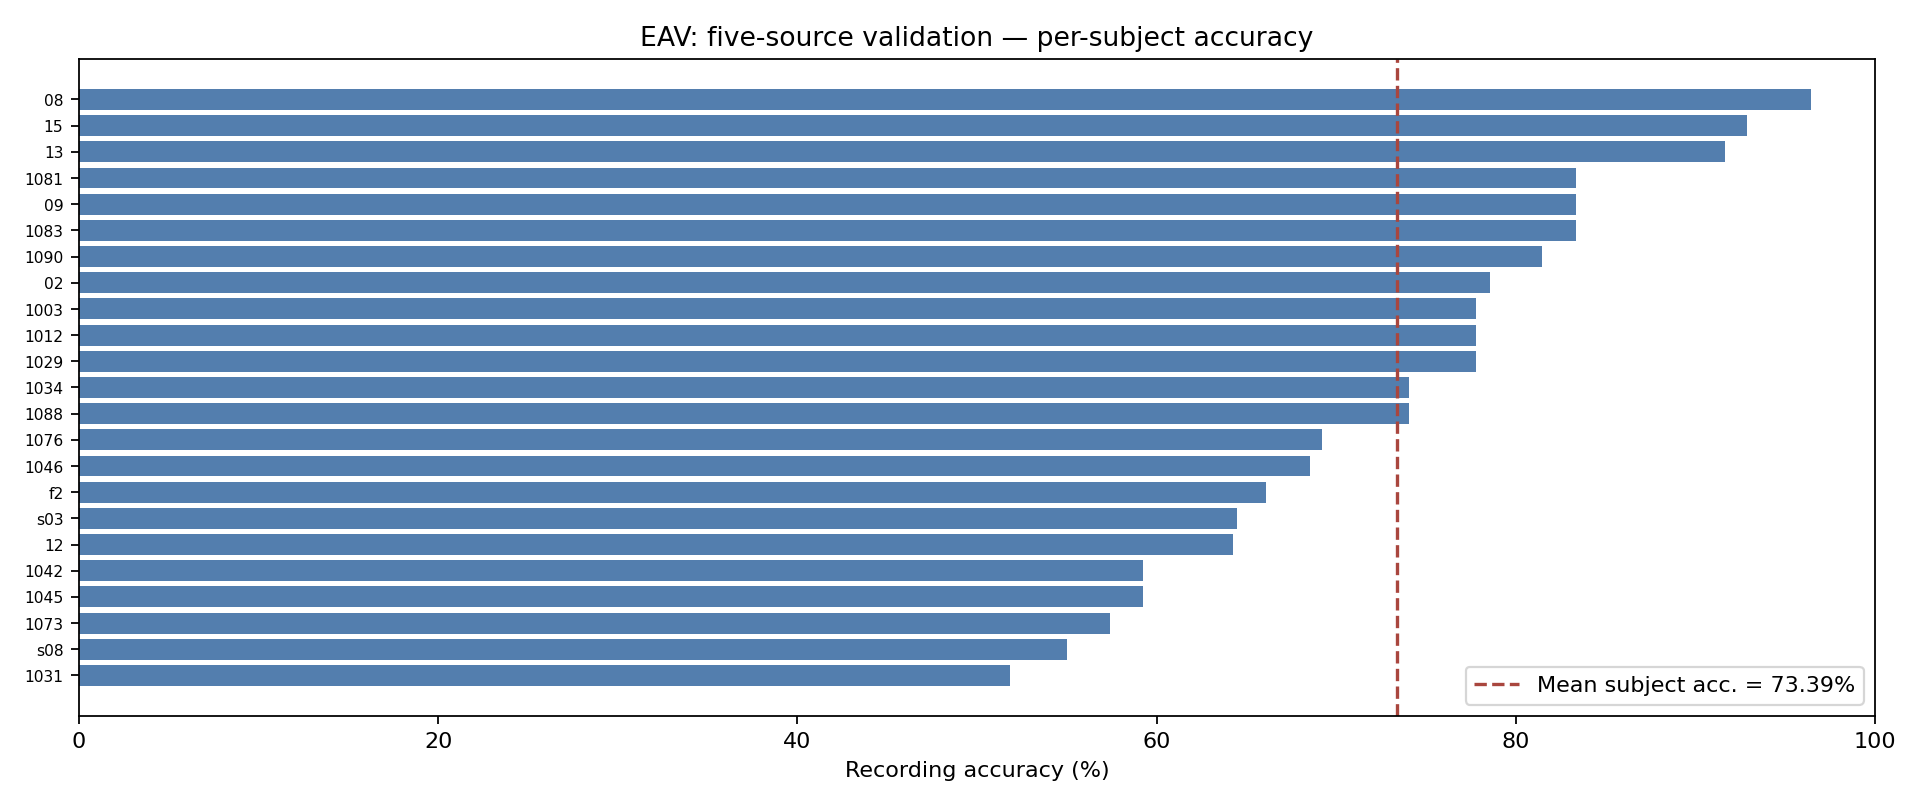 EAV: five-source validation — per-subject accuracy
08
15
13
1081
09
1083
1090
02
1003
1012
1029
1034
1088
1076
1046
f2
s03
12
1042
1045
1073
s08
1031
Mean subject acc. = 73.39%
0 20 40 60 80 100
Recording accuracy (%)